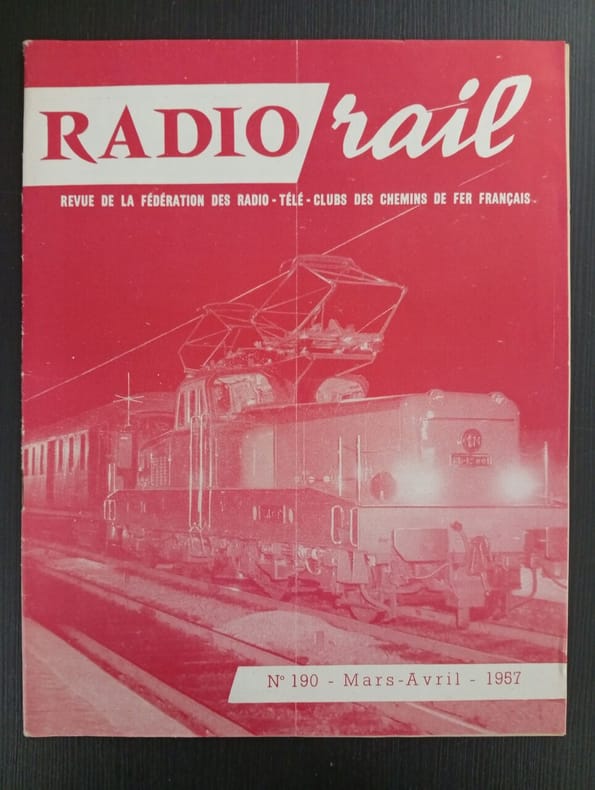 RADIO rail
REVUE DE LA FÉDÉRATION DES RADIO - TÉLÉ - CLUBS DES CHEMINS DE FER FRANÇAIS
N° 190 - Mars-Avril - 1957